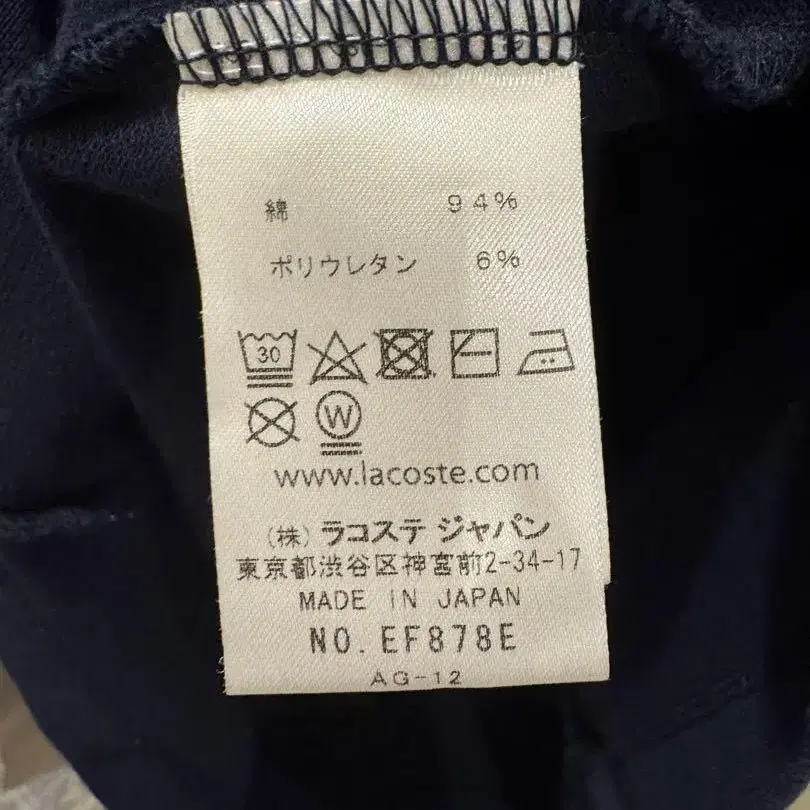 綿 94%
ポリウレタン 6%
30
W
www.lacoste.com
(株) ラコステ ジャパン
東京都渋谷区神宮前2-34-17
MADE IN JAPAN
NO. EF878E
AG-12